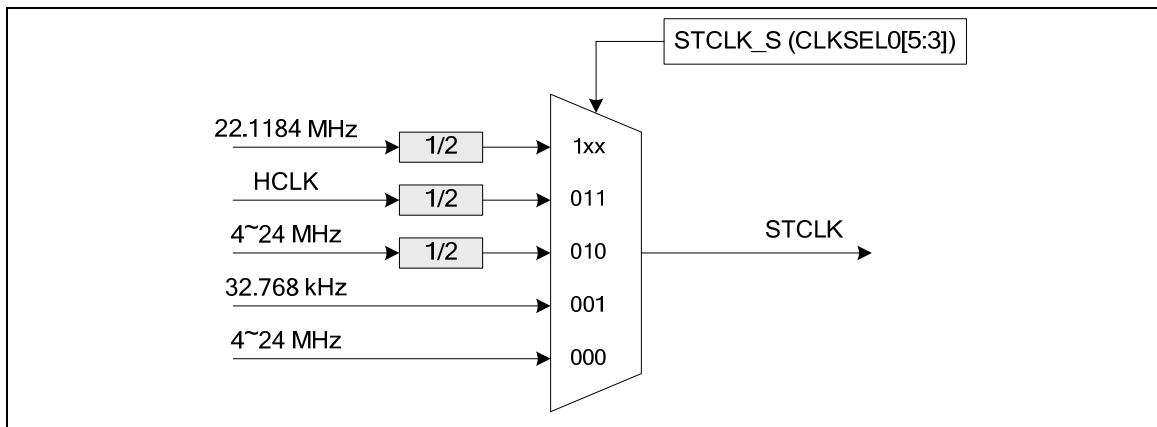 STCLK_S (CLKSEL0[5:3])
22.1184 MHz
1/2
1xx
HCLK
1/2
011
4~24 MHz
1/2
010
STCLK
32.768 kHz
001
4~24 MHz
000